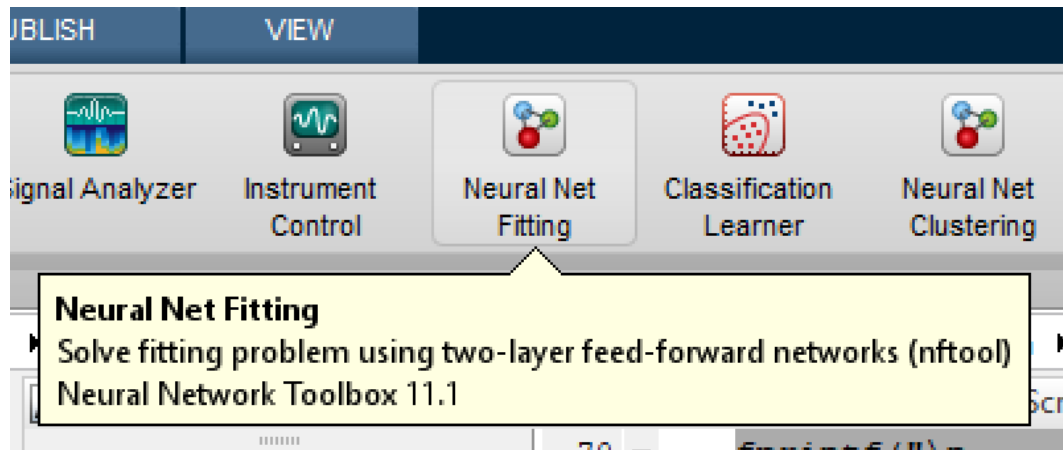 UBLISH VIEW
Signal Analyzer Instrument Control Neural Net Fitting Classification Learner Neural Net Clustering
Neural Net Fitting
Solve fitting problem using two-layer feed-forward networks (nftool)
Neural Network Toolbox 11.1